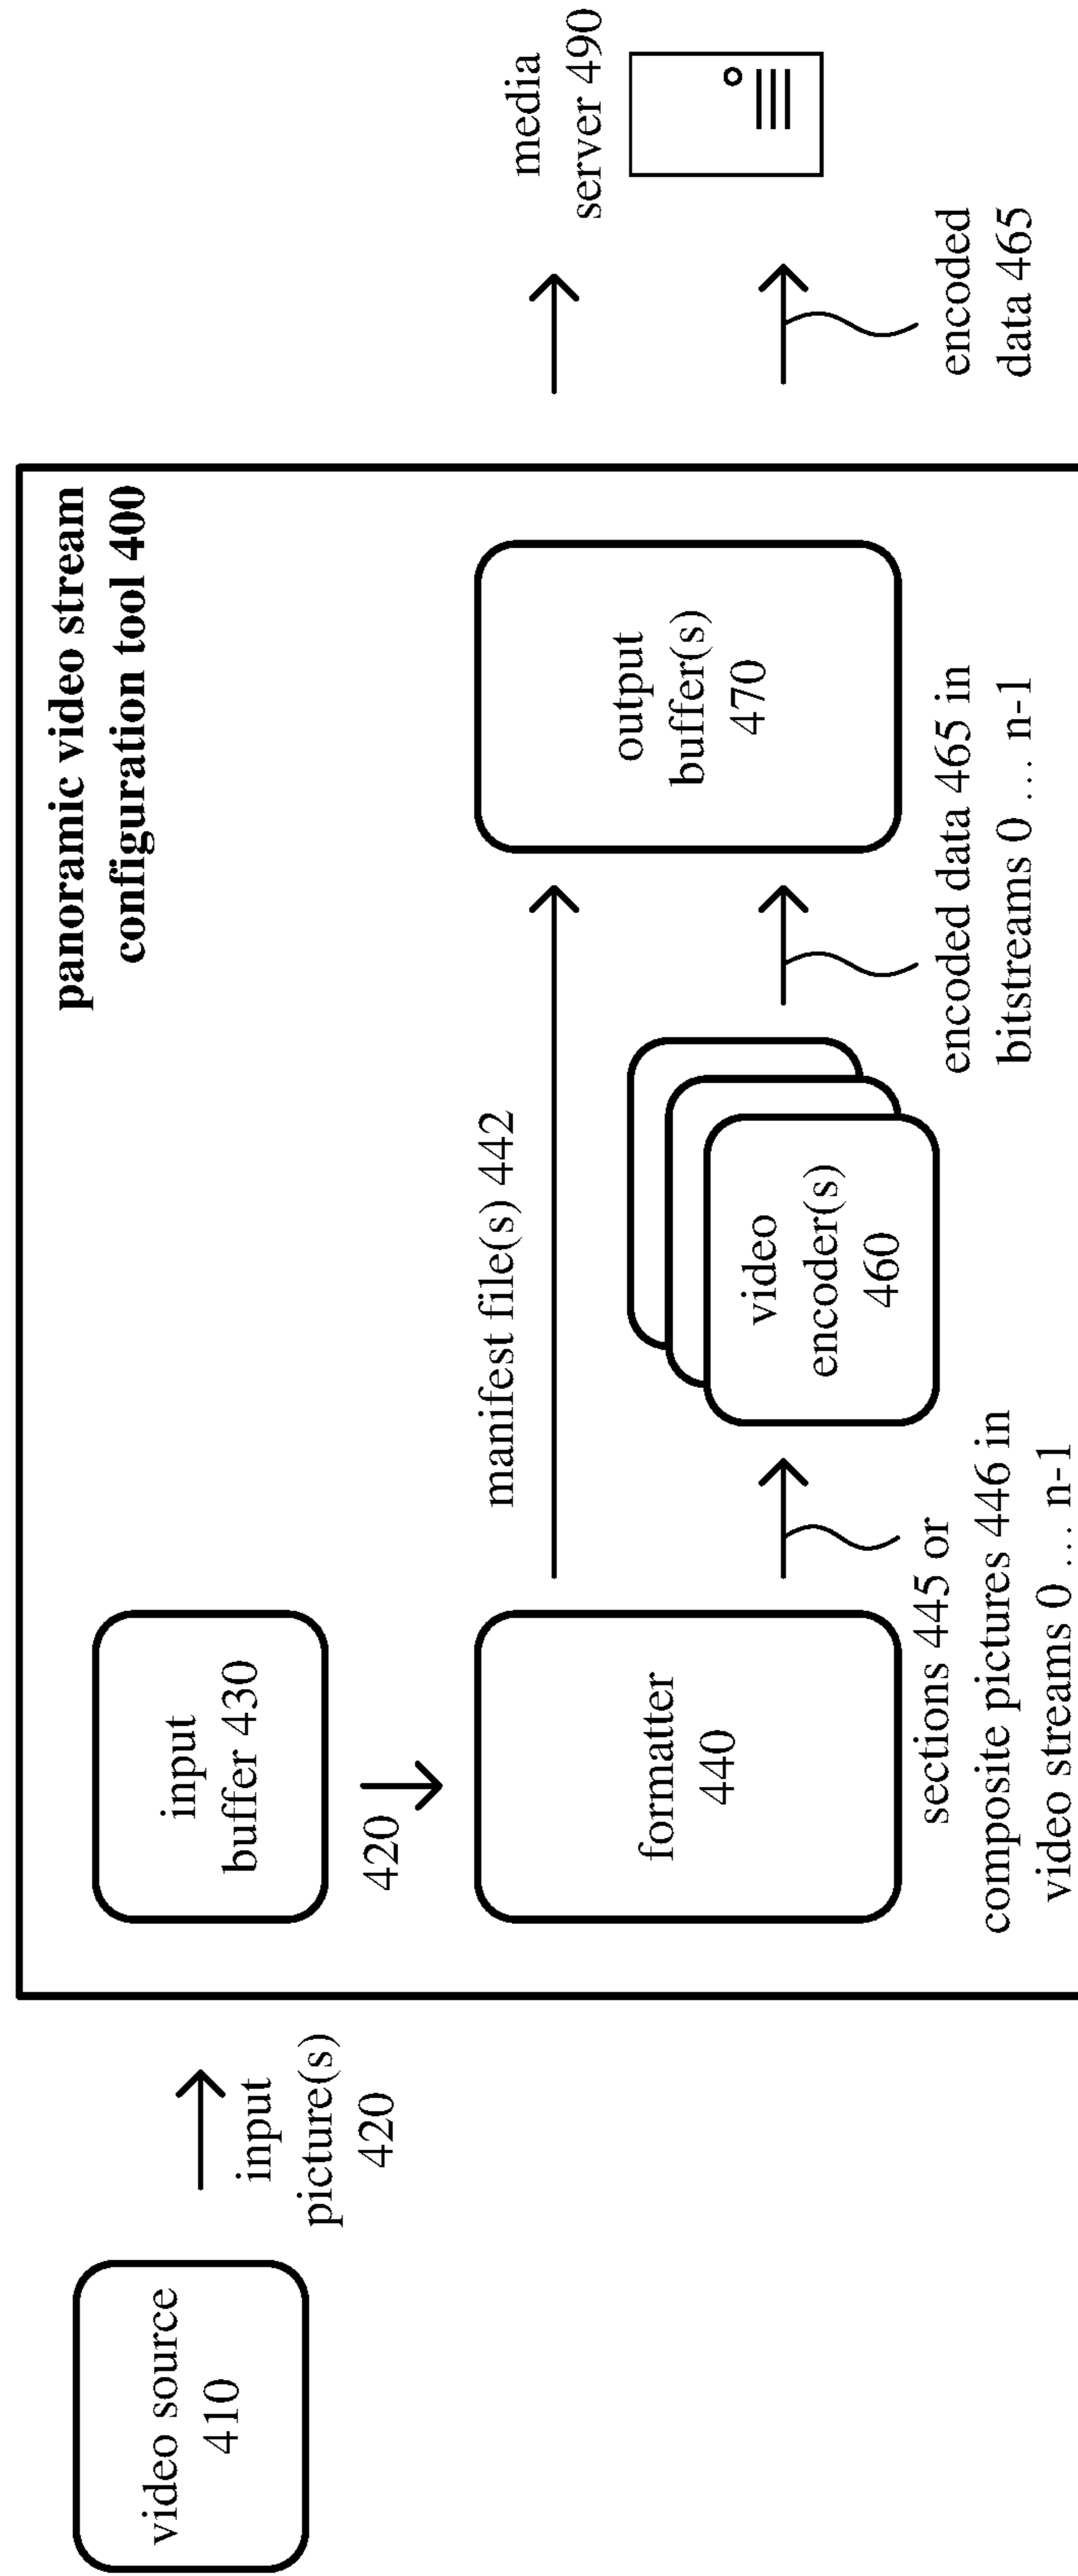 video source
410
input
picture(s)
420
panoramic video stream
configuration tool 400
input
buffer 430
420
formatter
440
manifest file(s) 442
sections 445 or
composite pictures 446 in
video streams 0 … n-1
video
encoder(s)
460
encoded data 465 in
bitstreams 0 … n-1
output
buffer(s)
470
media
server 490
encoded
data 465